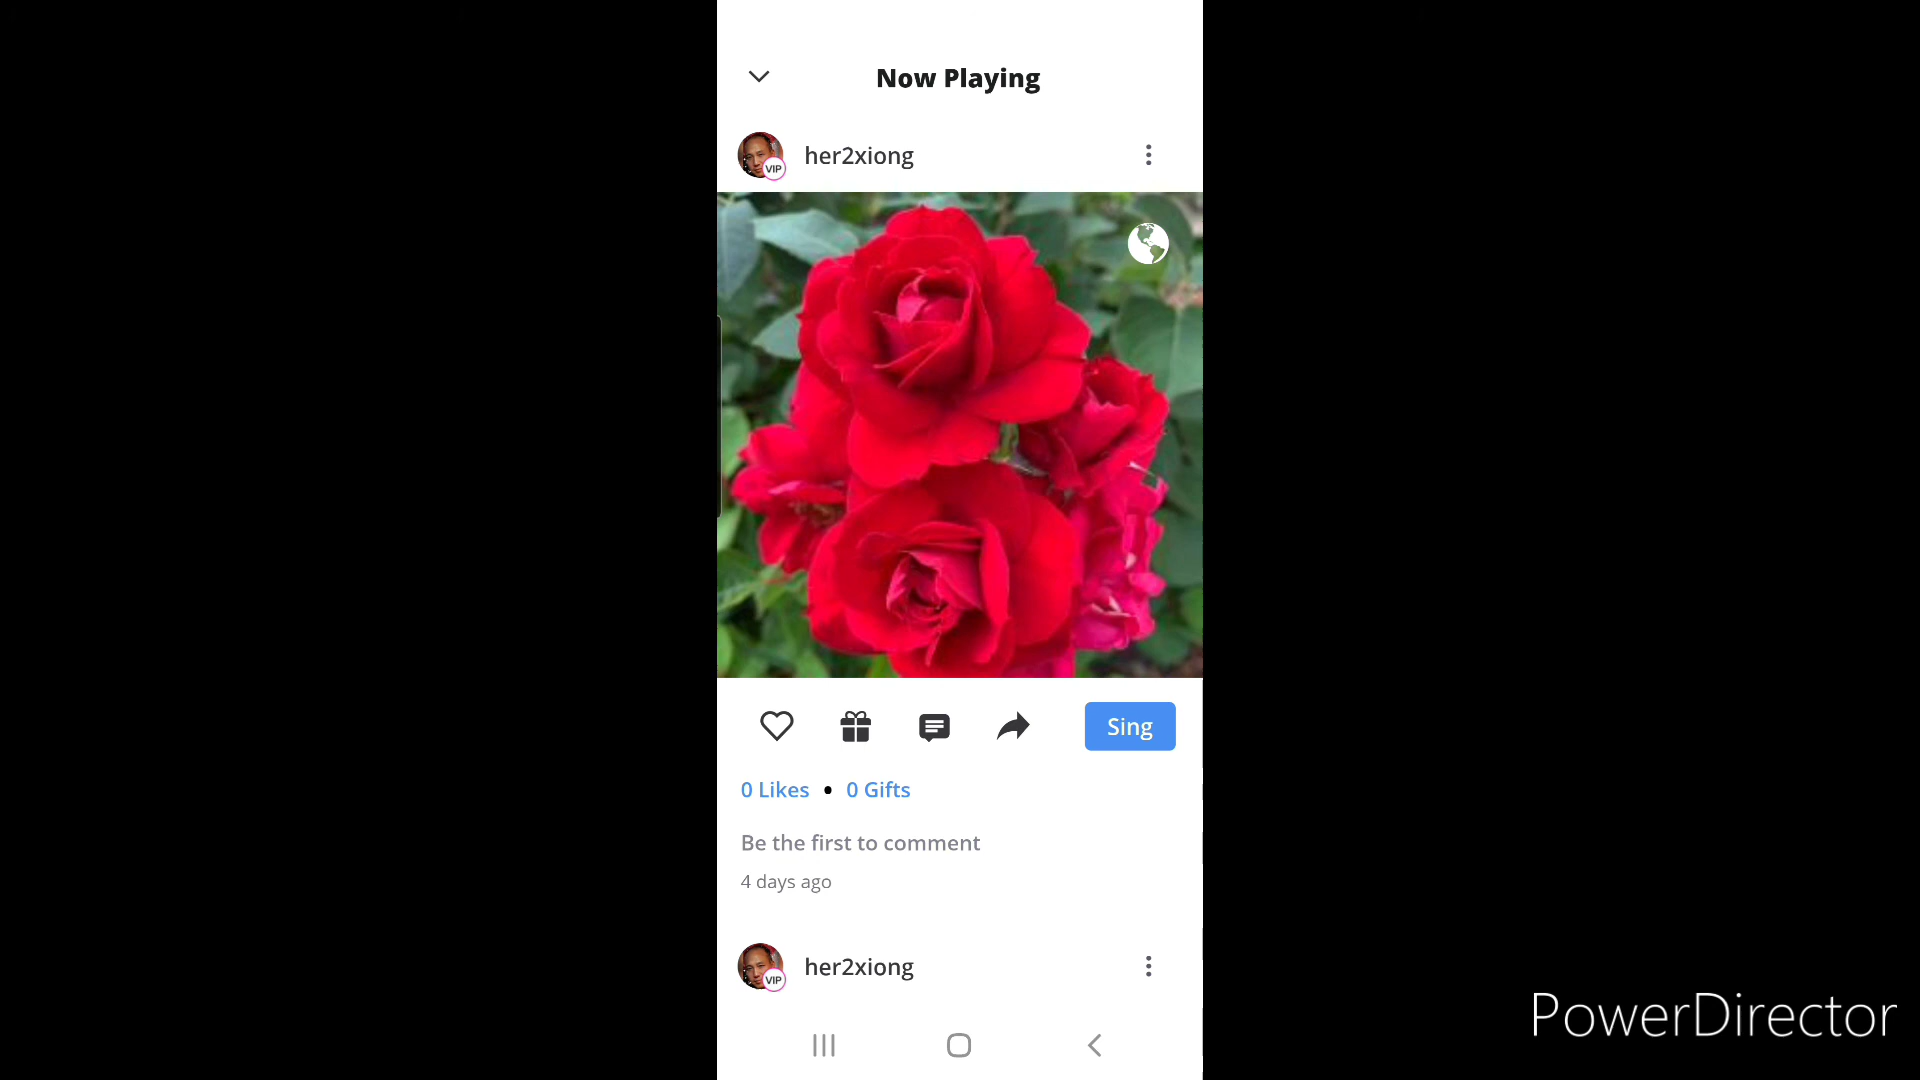 Now Playing
her2xiong
VIP
Sing
0 Likes • 0 Gifts
Be the first to comment
4 days ago
her2xiong
VIP
PowerDirector